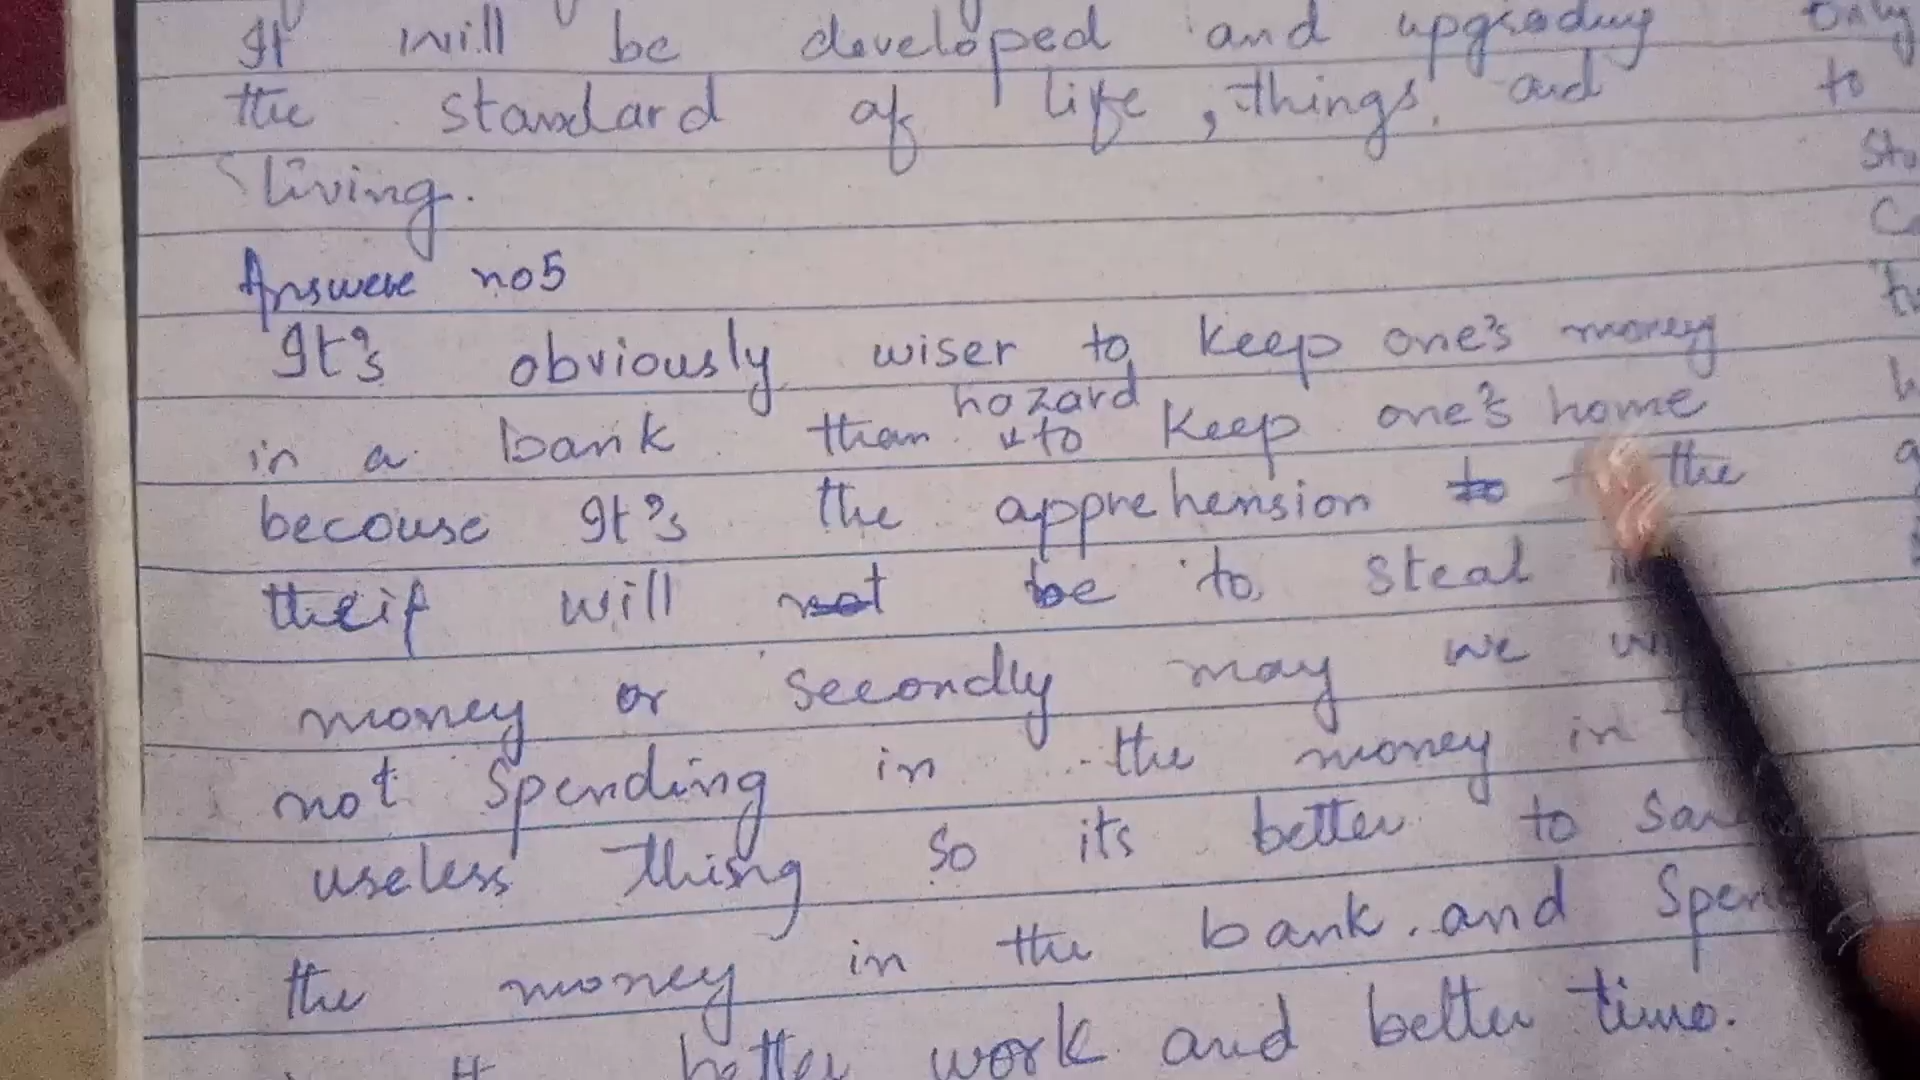 It will be developed and upgrading only
the standard of life, things and to
living.
Answere no5
It's obviously wiser to keep one's money
hazard
in a bank than to keep one's home
becouse It's the apprehension to the
theif will not be to steal
money or secondly may we
not spending in the money in
useless thisng so its better to
the money in the bank. and
better work and better time.